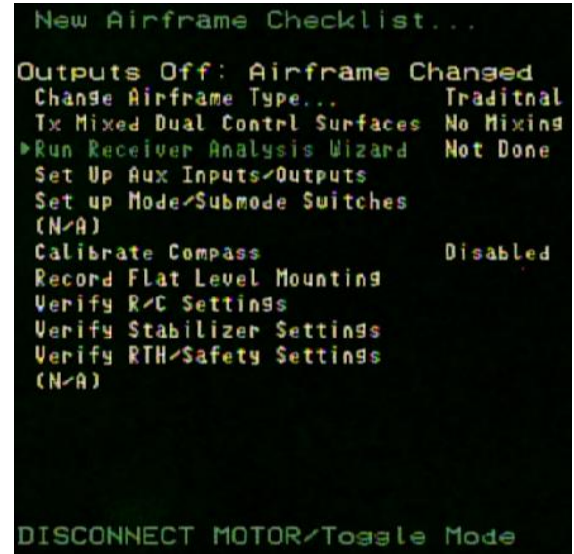 New Airframe Checklist...
Outputs Off: Airframe Changed
Change Airframe Type... Traditnal
Tx Mixed Dual Contrl Surfaces No Mixing
▶Run Receiver Analysis Wizard Not Done
Set Up Aux Inputs/Outputs
Set up Mode/Submode Switches
(N/A)
Calibrate Compass Disabled
Record Flat Level Mounting
Verify R/C Settings
Verify Stabilizer Settings
Verify RTH/Safety Settings
(N/A)
DISCONNECT MOTOR/Toggle Mode